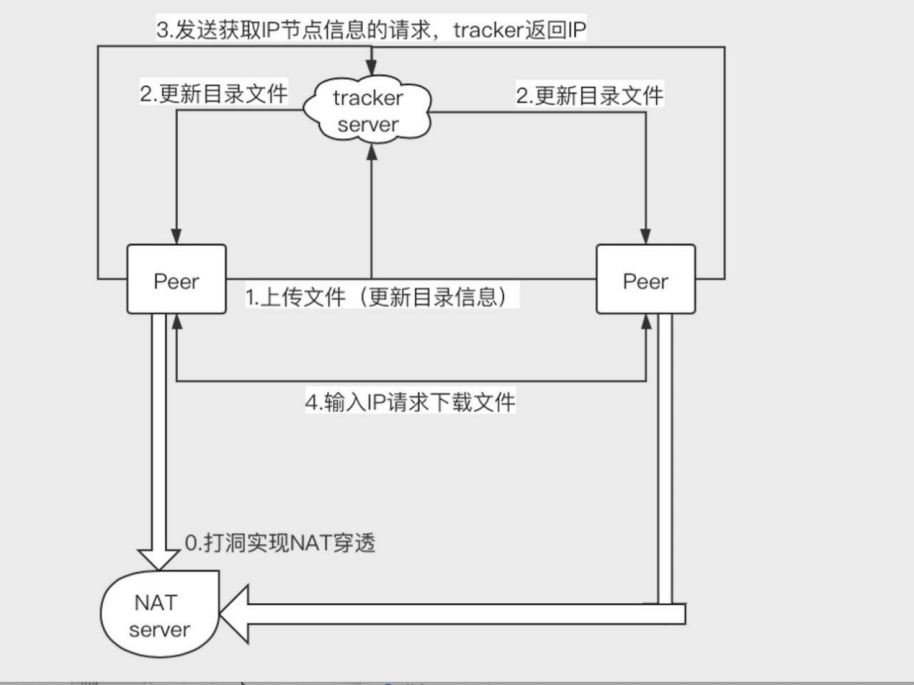 3.发送获取IP节点信息的请求，tracker返回IP
2.更新目录文件
tracker
server
2.更新目录文件
Peer
Peer
1.上传文件（更新目录信息）
4.输入IP请求下载文件
0.打洞实现NAT穿透
NAT
server